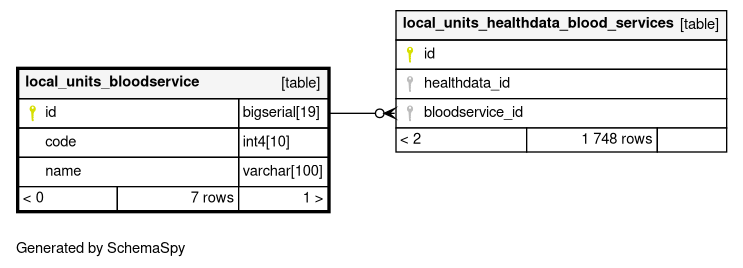 local_units_bloodservice [table]
id bigserial[19]
code int4[10]
name varchar[100]
< 0 7 rows 1 >
local_units_healthdata_blood_services [table]
id
healthdata_id
bloodservice_id
< 2 1 748 rows
Generated by SchemaSpy